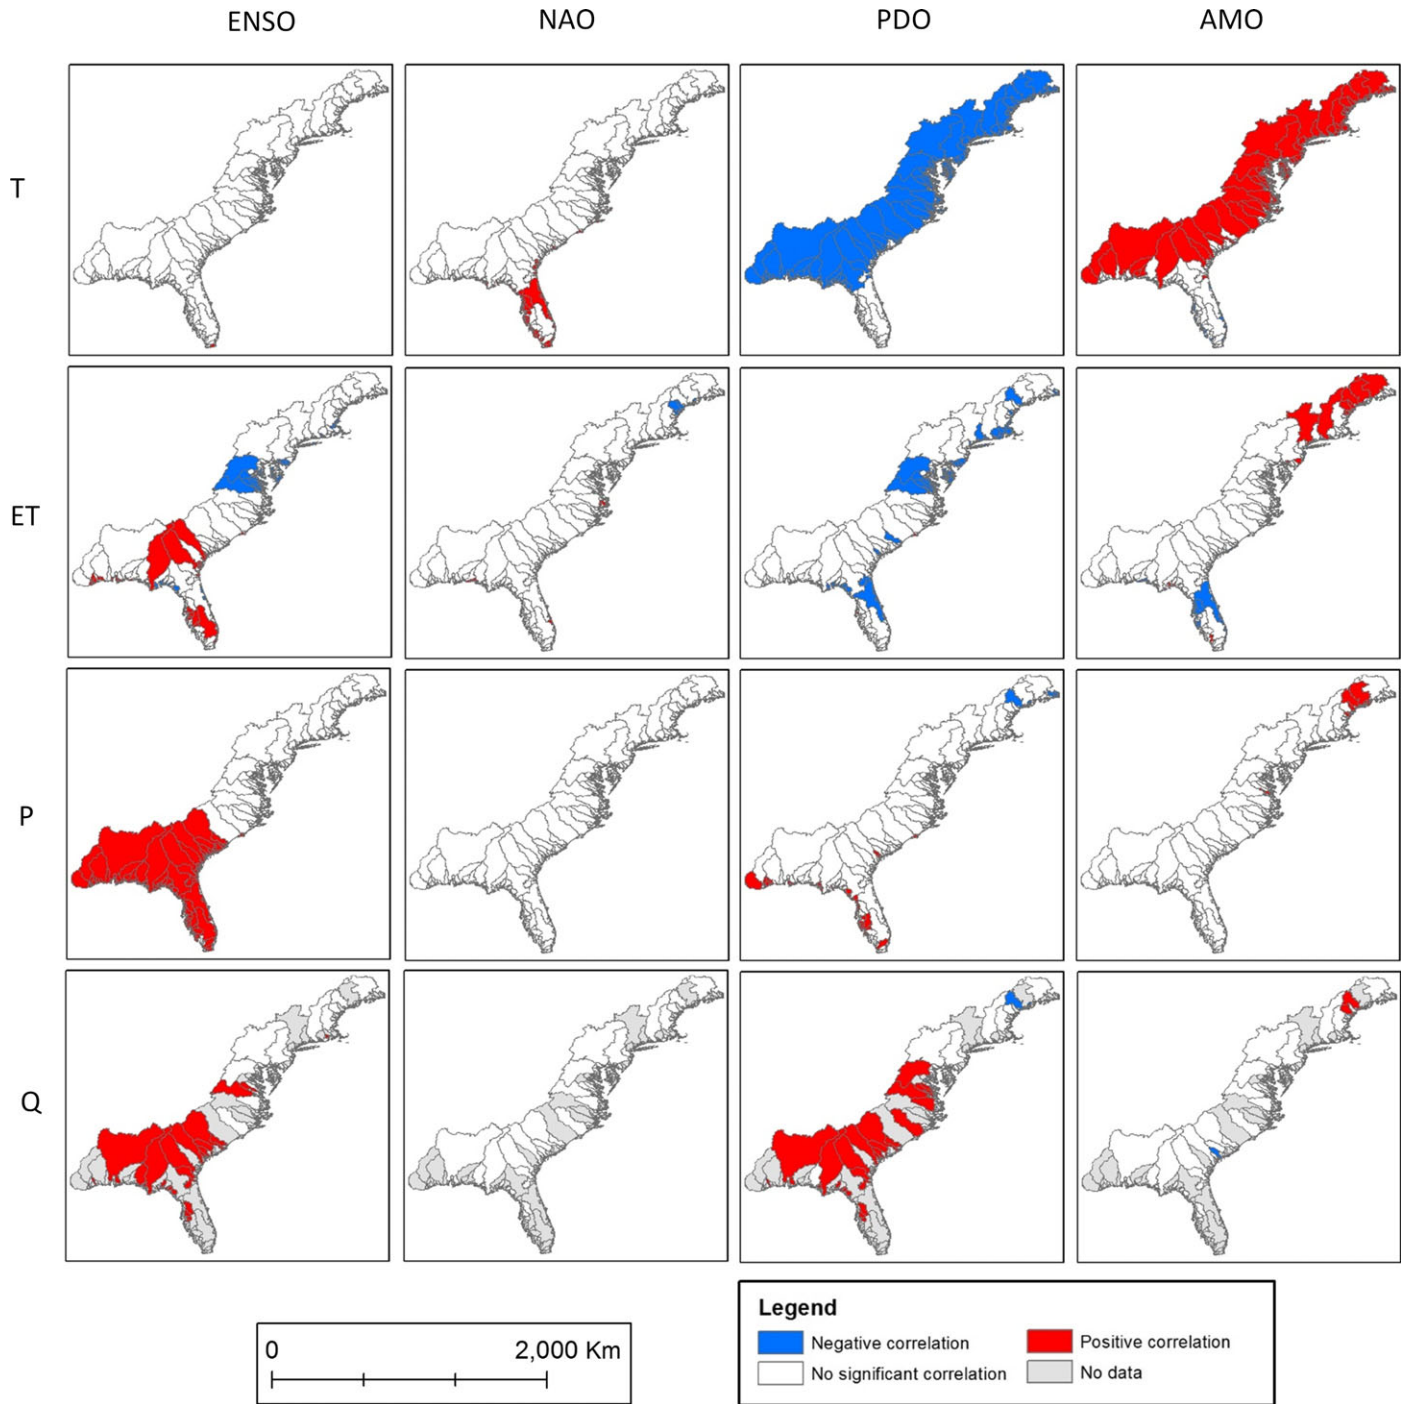 ENSO NAO PDO AMO
T
ET
P
Q
0 2,000 Km
Legend
Negative correlation Positive correlation
No significant correlation No data